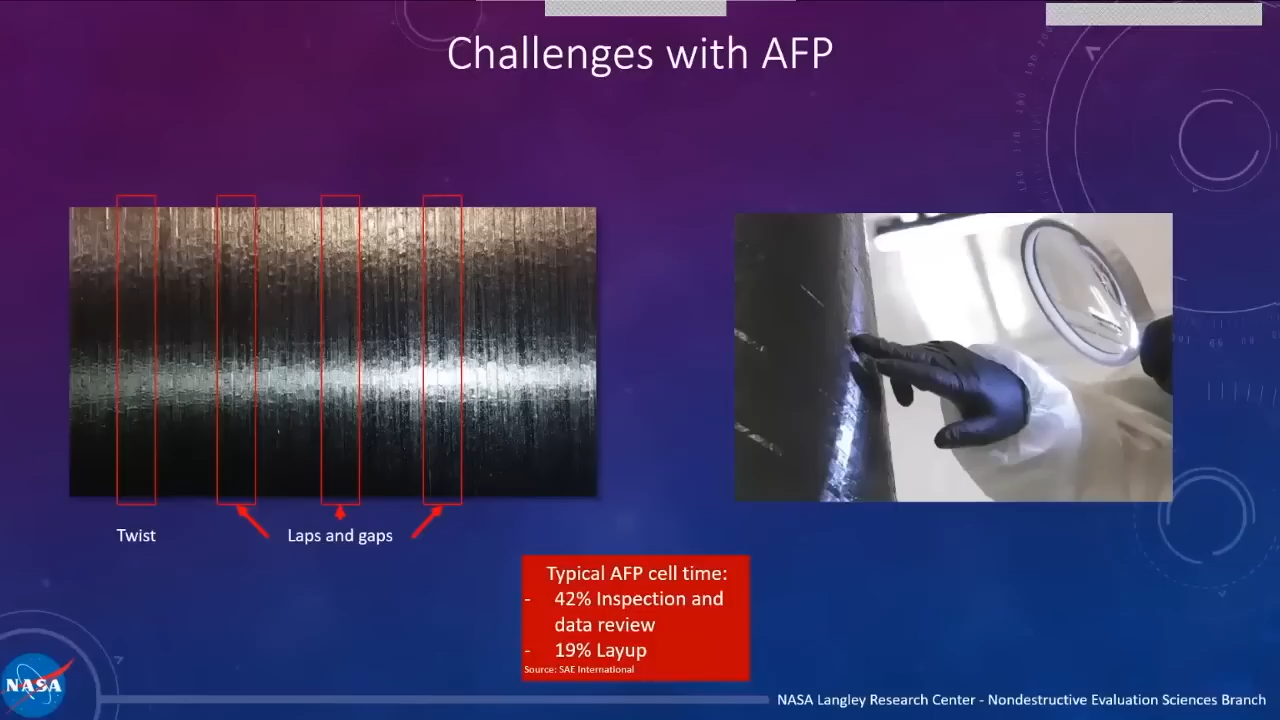 Challenges with AFP
Twist
Laps and gaps
Typical AFP cell time:
- 42% Inspection and
data review
- 19% Layup
Source: SAE International
NASA
NASA Langley Research Center - Nondestructive Evaluation Sciences Branch